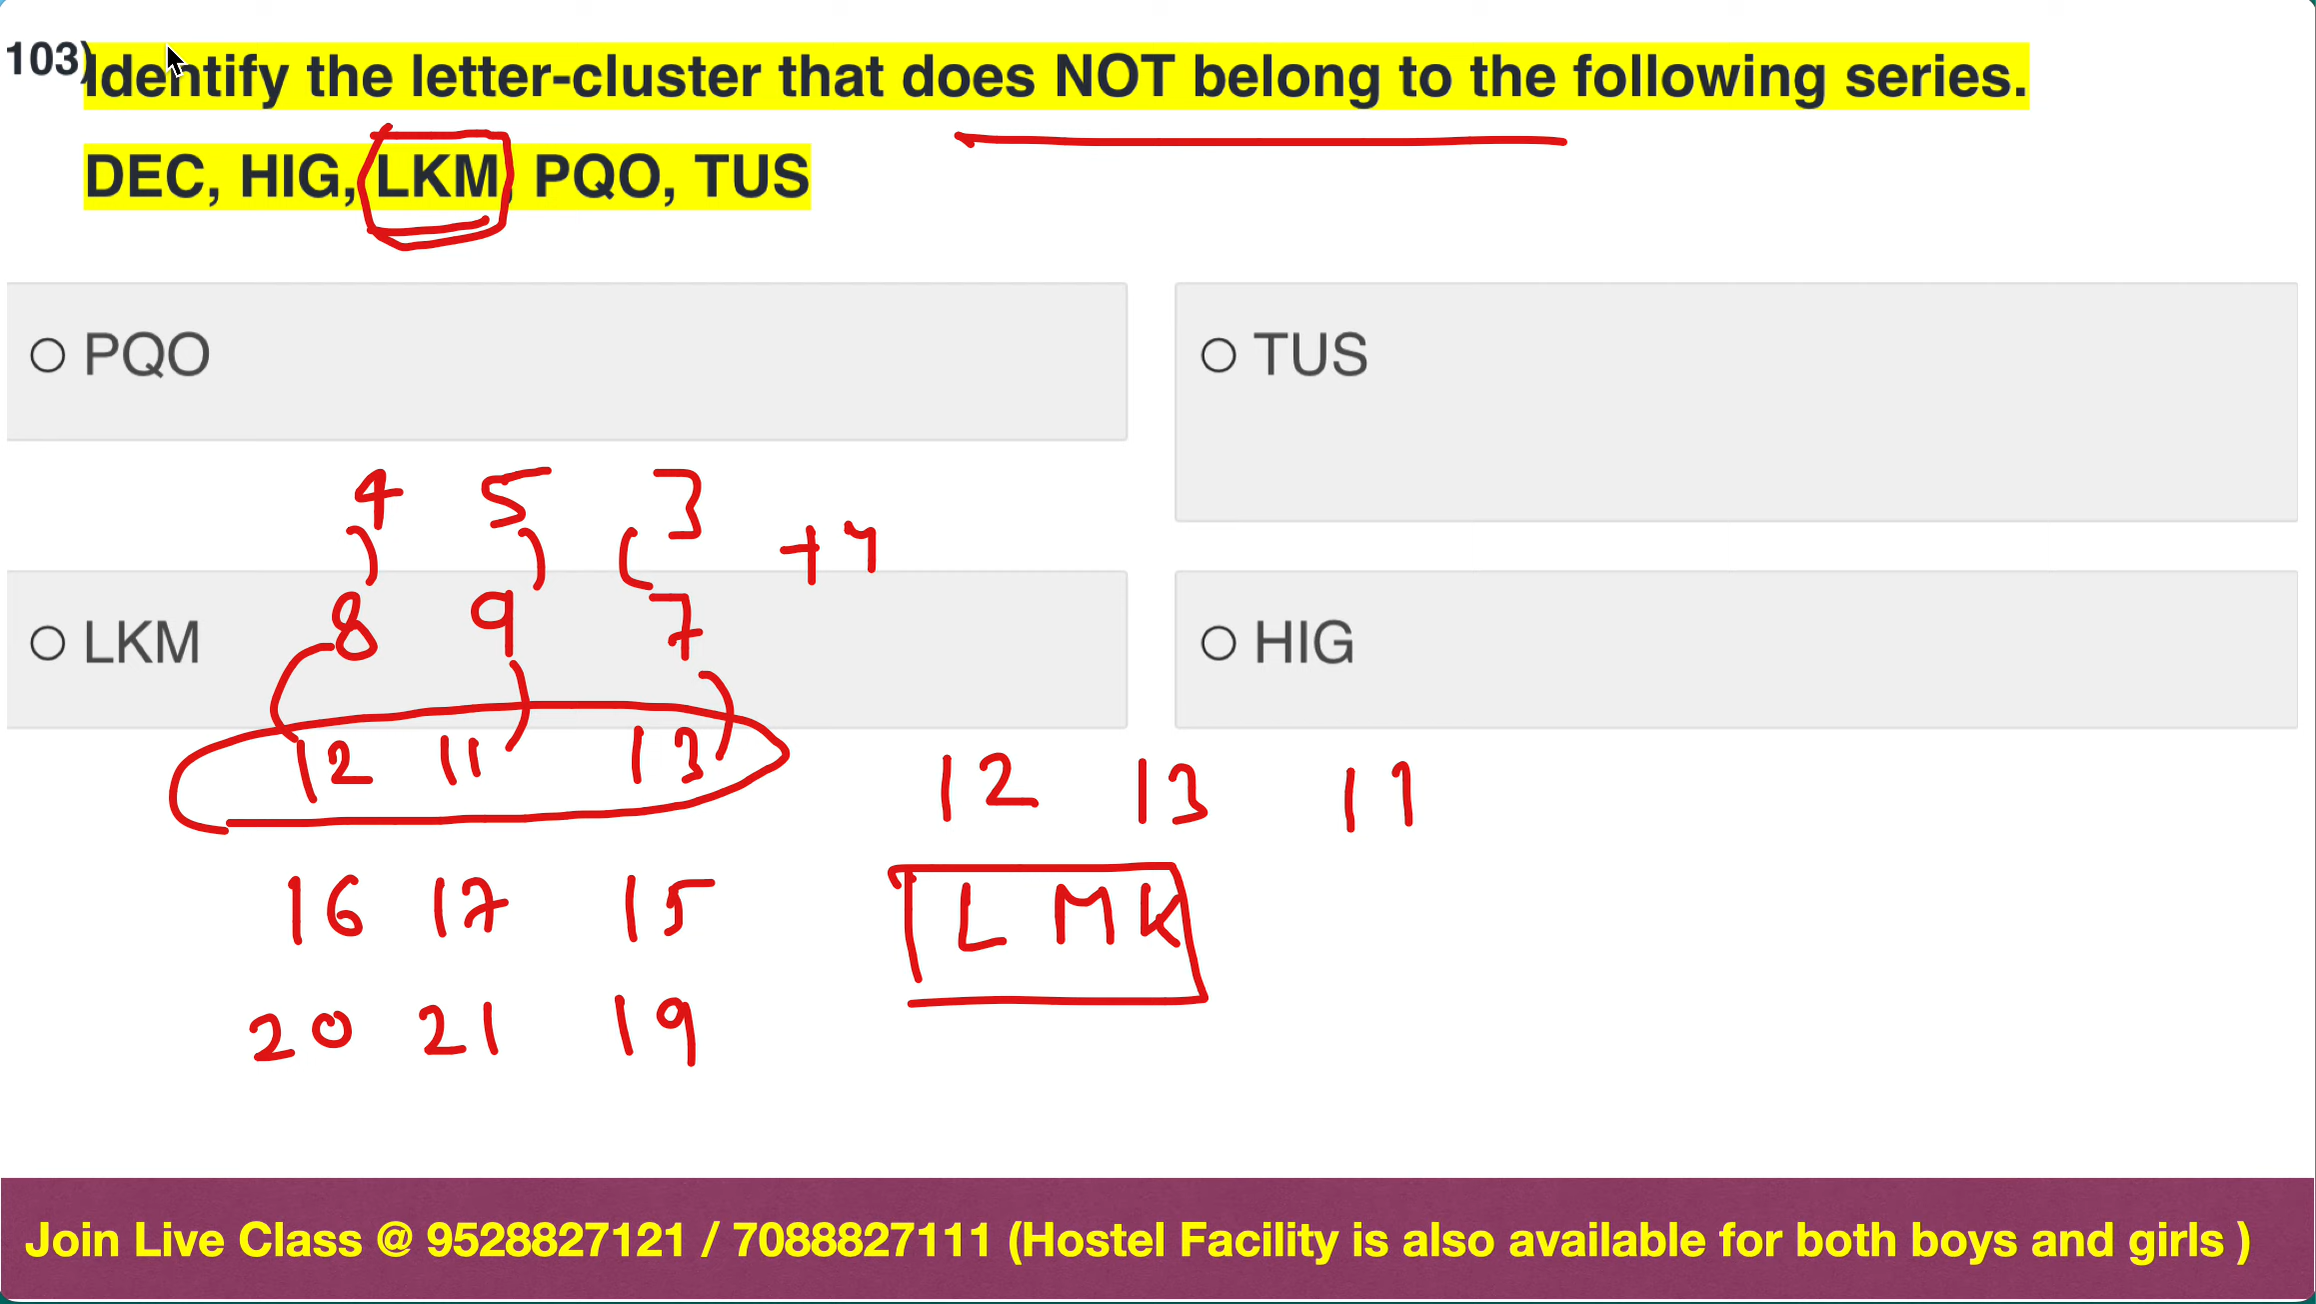 103) Identify the letter-cluster that does NOT belong to the following series.
DEC, HIG, LKM, PQO, TUS
PQO
TUS
4 5 3
+4
8 9 7
LKM
HIG
12 11 13
12 13 11
16 17 15
L M K
20 21 19
Join Live Class @ 9528827121 / 7088827111 (Hostel Facility is also available for both boys and girls )